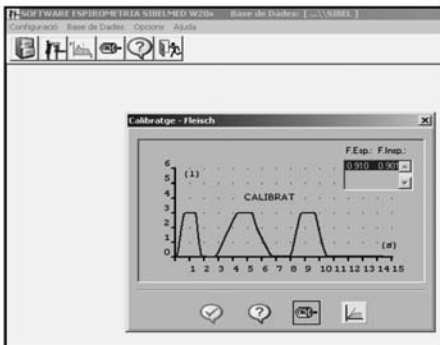 SOFTWARE ESPIROMETRIA SIBELMED W20s Base de Dades: [ ...\\SIBEL ]
Configuració Base de Dades Opcions Ajuda
Calibratge - Fleisch
F.Esp.: F.Insp.:
0.910 0.901
6
(l)
5
4
CALIBRAT
3
2
1
(s)
0
1 2 3 4 5 6 7 8 9 10 11 12 13 14 15